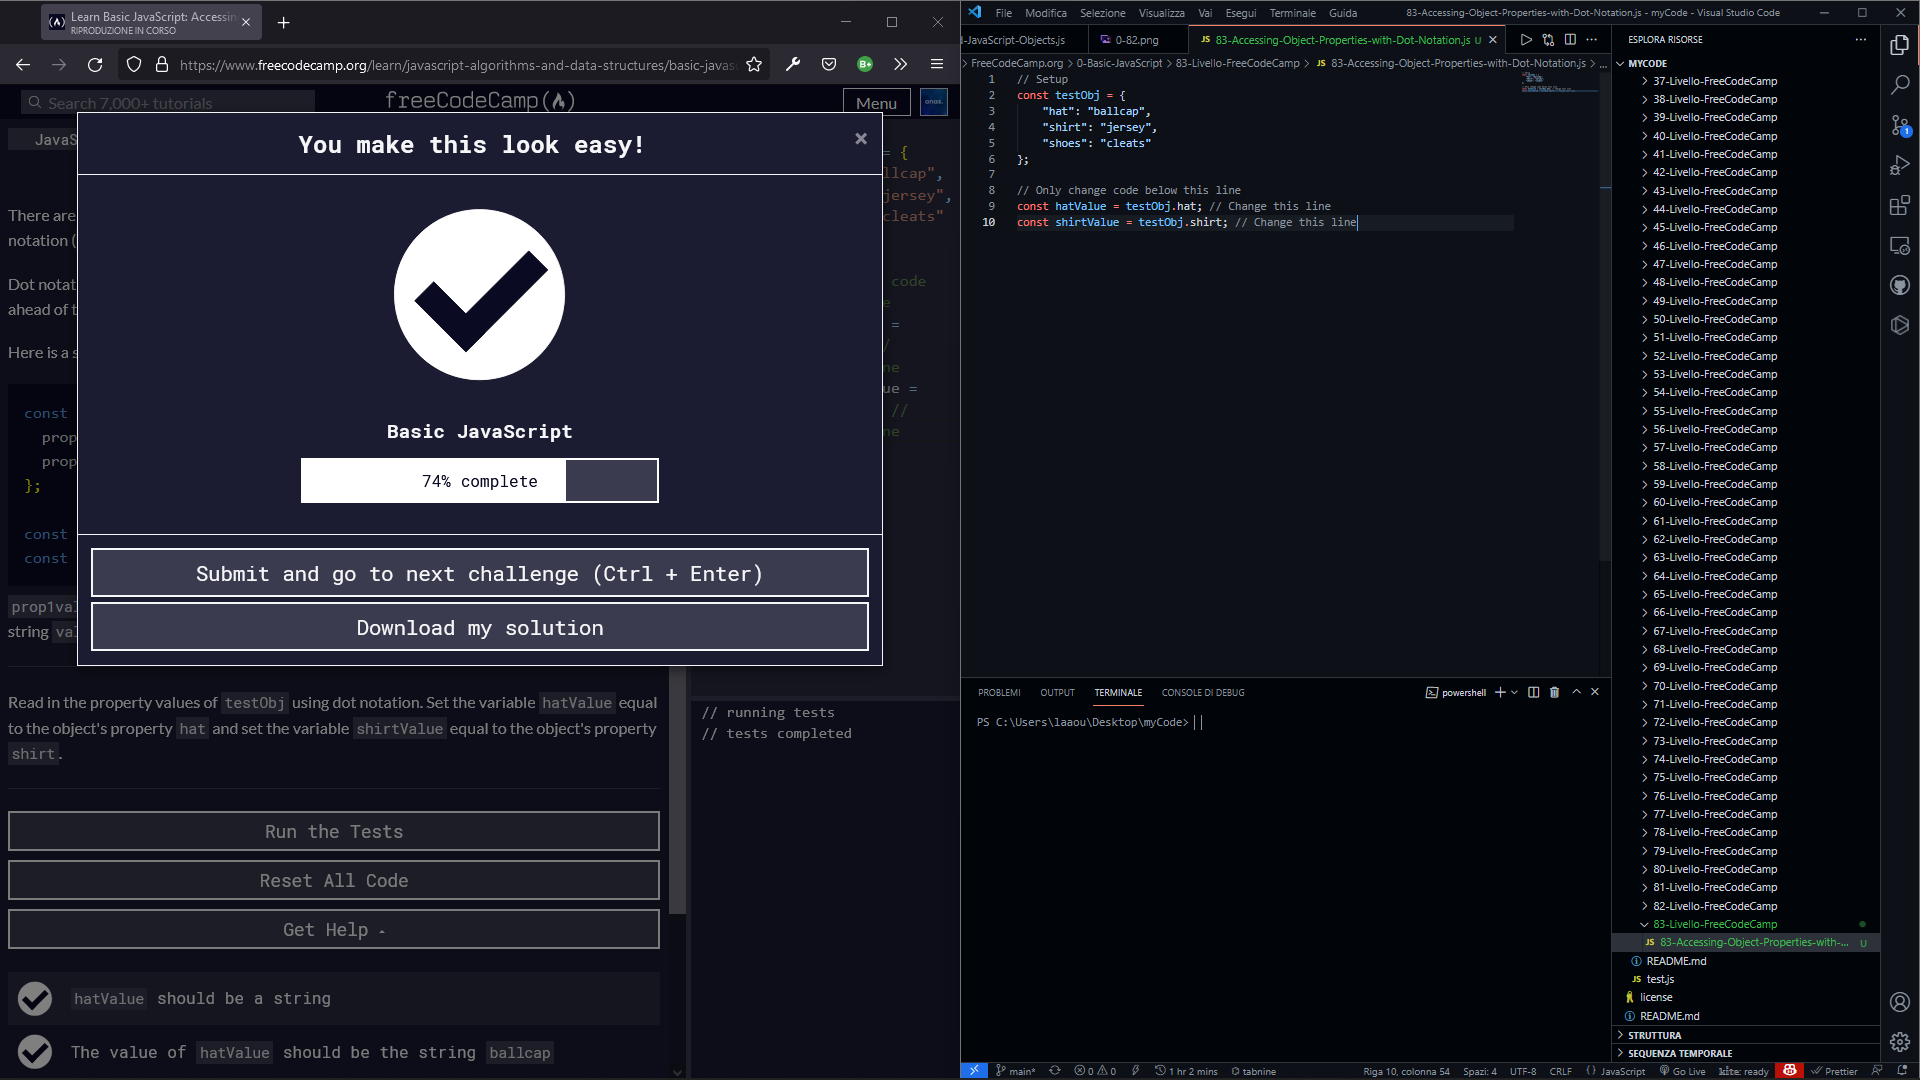 Learn Basic JavaScript: Accessin
RIPRODUZIONE IN CORSO
https://www.freecodecamp.org/learn/javascript-algorithms-and-data-structures/basic-javas
Search 7,000+ tutorials
freeCodeCamp
Menu
JavaS
You make this look easy!
Basic JavaScript
74% complete
Submit and go to next challenge (Ctrl + Enter)
Download my solution
There are
notation (
Dot notat
ahead of t
Here is a s
const
prop
prop
};
const
const
prop1val
string val
= {
llcap",
jersey",
cleats"
code
=
/
ne
ue =
//
ne
Read in the property values of testObj using dot notation. Set the variable hatValue equal
to the object's property hat and set the variable shirtValue equal to the object's property
shirt.
Run the Tests
Reset All Code
Get Help
hatValue should be a string
The value of hatValue should be the string ballcap
// running tests
// tests completed
File Modifica Selezione Visualizza Vai Esegui Terminale Guida
83-Accessing-Object-Properties-with-Dot-Notation.js - myCode - Visual Studio Code
d-JavaScript-Objects.js
0-82.png
JS 83-Accessing-Object-Properties-with-Dot-Notation.js U
FreeCodeCamp.org > 0-Basic-JavaScript > 83-Livello-FreeCodeCamp > JS 83-Accessing-Object-Properties-with-Dot-Notation.js > ...
1 // Setup
2 const testObj = {
3 "hat": "ballcap",
4 "shirt": "jersey",
5 "shoes": "cleats"
6 };
7
8 // Only change code below this line
9 const hatValue = testObj.hat; // Change this line
10 const shirtValue = testObj.shirt; // Change this line
PROBLEMI OUTPUT TERMINALE CONSOLE DI DEBUG
powershell
PS C:\Users\laaou\Desktop\myCode>
ESPLORA RISORSE
MYCODE
37-Livello-FreeCodeCamp
38-Livello-FreeCodeCamp
39-Livello-FreeCodeCamp
40-Livello-FreeCodeCamp
41-Livello-FreeCodeCamp
42-Livello-FreeCodeCamp
43-Livello-FreeCodeCamp
44-Livello-FreeCodeCamp
45-Livello-FreeCodeCamp
46-Livello-FreeCodeCamp
47-Livello-FreeCodeCamp
48-Livello-FreeCodeCamp
49-Livello-FreeCodeCamp
50-Livello-FreeCodeCamp
51-Livello-FreeCodeCamp
52-Livello-FreeCodeCamp
53-Livello-FreeCodeCamp
54-Livello-FreeCodeCamp
55-Livello-FreeCodeCamp
56-Livello-FreeCodeCamp
57-Livello-FreeCodeCamp
58-Livello-FreeCodeCamp
59-Livello-FreeCodeCamp
60-Livello-FreeCodeCamp
61-Livello-FreeCodeCamp
62-Livello-FreeCodeCamp
63-Livello-FreeCodeCamp
64-Livello-FreeCodeCamp
65-Livello-FreeCodeCamp
66-Livello-FreeCodeCamp
67-Livello-FreeCodeCamp
68-Livello-FreeCodeCamp
69-Livello-FreeCodeCamp
70-Livello-FreeCodeCamp
71-Livello-FreeCodeCamp
72-Livello-FreeCodeCamp
73-Livello-FreeCodeCamp
74-Livello-FreeCodeCamp
75-Livello-FreeCodeCamp
76-Livello-FreeCodeCamp
77-Livello-FreeCodeCamp
78-Livello-FreeCodeCamp
79-Livello-FreeCodeCamp
80-Livello-FreeCodeCamp
81-Livello-FreeCodeCamp
82-Livello-FreeCodeCamp
83-Livello-FreeCodeCamp
JS 83-Accessing-Object-Properties-with-... U
README.md
JS test.js
license
README.md
STRUTTURA
SEQUENZA TEMPORALE
1
main* 0 0 1 hr 2 mins tabnine
Riga 10, colonna 54 Spazi: 4 UTF-8 CRLF JavaScript Go Live kite: ready Prettier